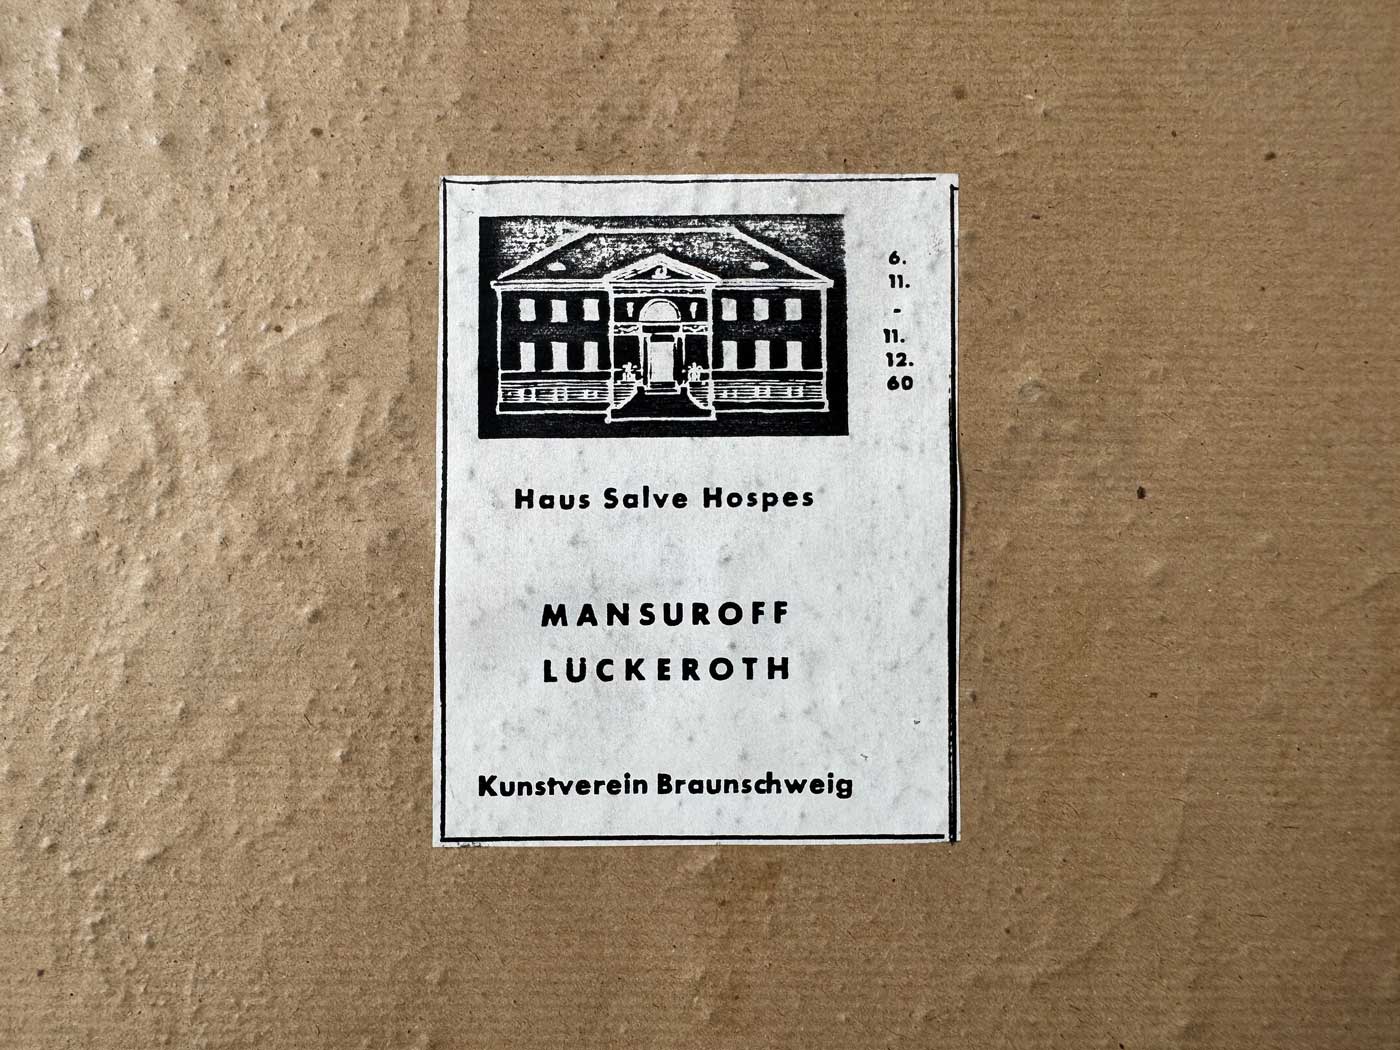 6.
11.
-
11.
12.
60
Haus Salve Hospes
MANSUROFF
LÜCKEROTH
Kunstverein Braunschweig